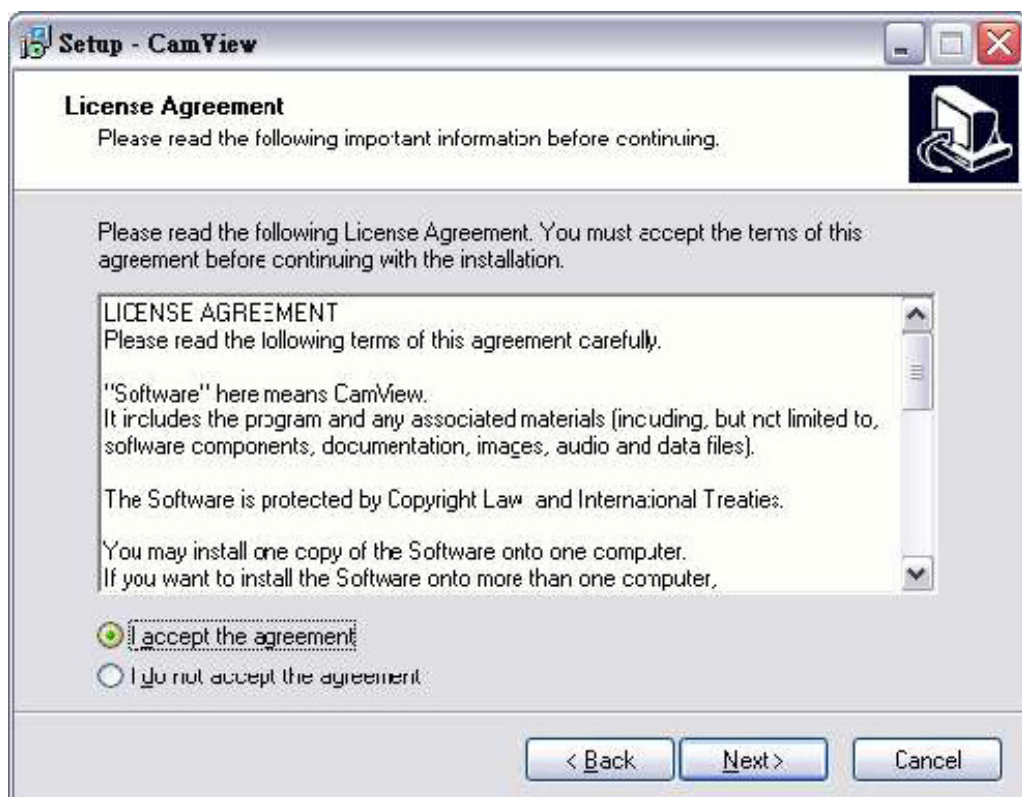 Setup - CamView
License Agreement
Please read the following important information before continuing.
Please read the following License Agreement. You must accept the terms of this
agreement before continuing with the installation.
LICENSE AGREEMENT
Please read the following terms of this agreement carefully.
"Software" here means CamView.
It includes the program and any associated materials (incuding, but not limited to,
software components, documentation, images, audio and data files).
The Software is protected by Copyright Law and International Treaties.
You may install one copy of the Software onto one computer.
If you want to install the Software onto more than one computer,
I accept the agreement
I do not accept the agreement
< Back
Next >
Cancel